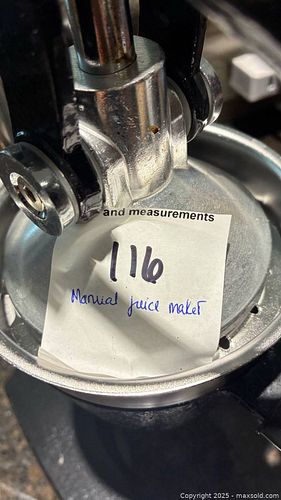 and measurements
116
Manual juice maker
Copyright © 2025 - maxsold.com